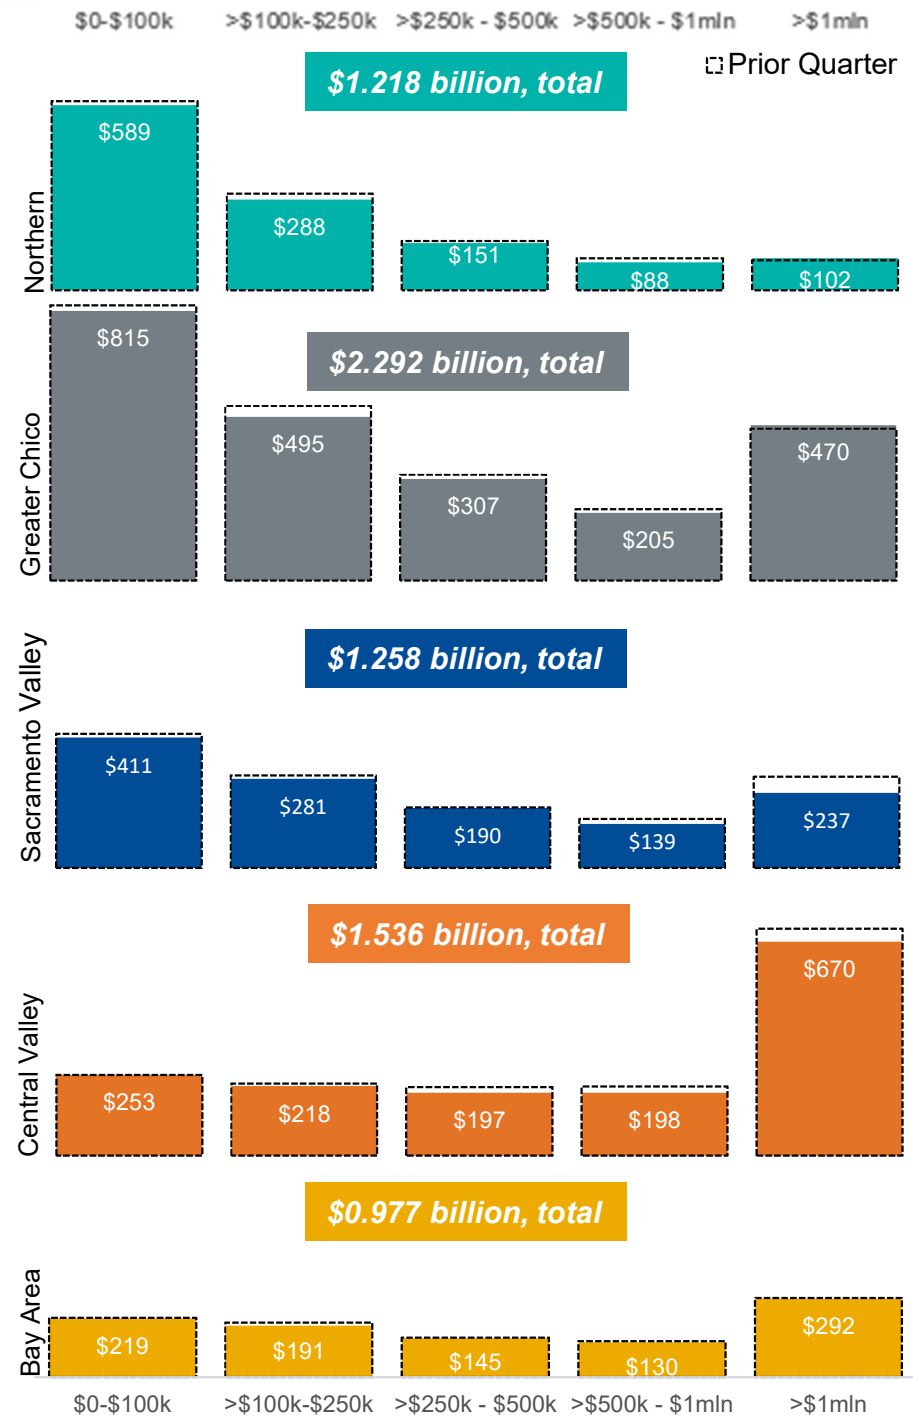 $0-$100k >$100k-$250k >$250k - $500k >$500k - $1mln >$1mln
$1.218 billion, total
Prior Quarter
Northern
$589
$288
$151
$88
$102
$2.292 billion, total
Greater Chico
$815
$495
$307
$205
$470
$1.258 billion, total
Sacramento Valley
$411
$281
$190
$139
$237
$1.536 billion, total
Central Valley
$253
$218
$197
$198
$670
$0.977 billion, total
Bay Area
$219
$191
$145
$130
$292
$0-$100k >$100k-$250k >$250k - $500k >$500k - $1mln >$1mln